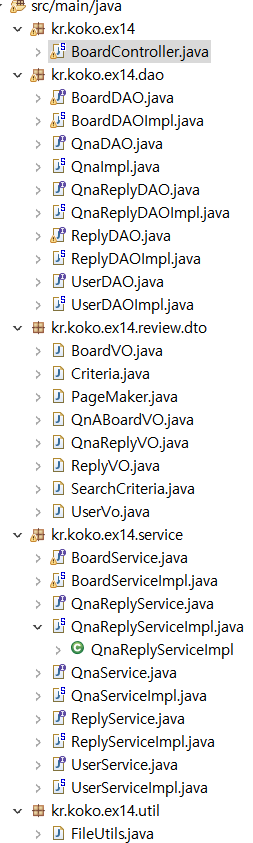 src/main/java
kr.koko.ex14
BoardController.java
kr.koko.ex14.dao
BoardDAO.java
BoardDAOImpl.java
QnaDAO.java
QnaImpl.java
QnaReplyDAO.java
QnaReplyDAOImpl.java
ReplyDAO.java
ReplyDAOImpl.java
UserDAO.java
UserDAOImpl.java
kr.koko.ex14.review.dto
BoardVO.java
Criteria.java
PageMaker.java
QnABoardVO.java
QnaReplyVO.java
ReplyVO.java
SearchCriteria.java
UserVo.java
kr.koko.ex14.service
BoardService.java
BoardServiceImpl.java
QnaReplyService.java
QnaReplyServiceImpl.java
QnaReplyServiceImpl
QnaService.java
QnaServiceImpl.java
ReplyService.java
ReplyServiceImpl.java
UserService.java
UserServiceImpl.java
kr.koko.ex14.util
FileUtils.java